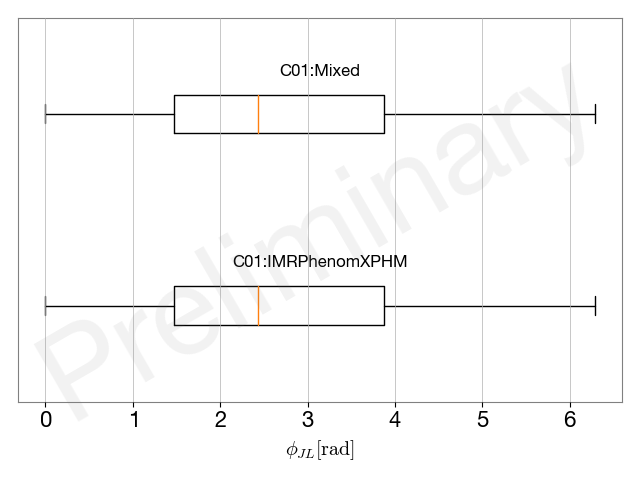 C01:Mixed
C01:IMRPhenomXPHM
Preliminary
0 1 2 3 4 5 6
ϕ_JL[rad]